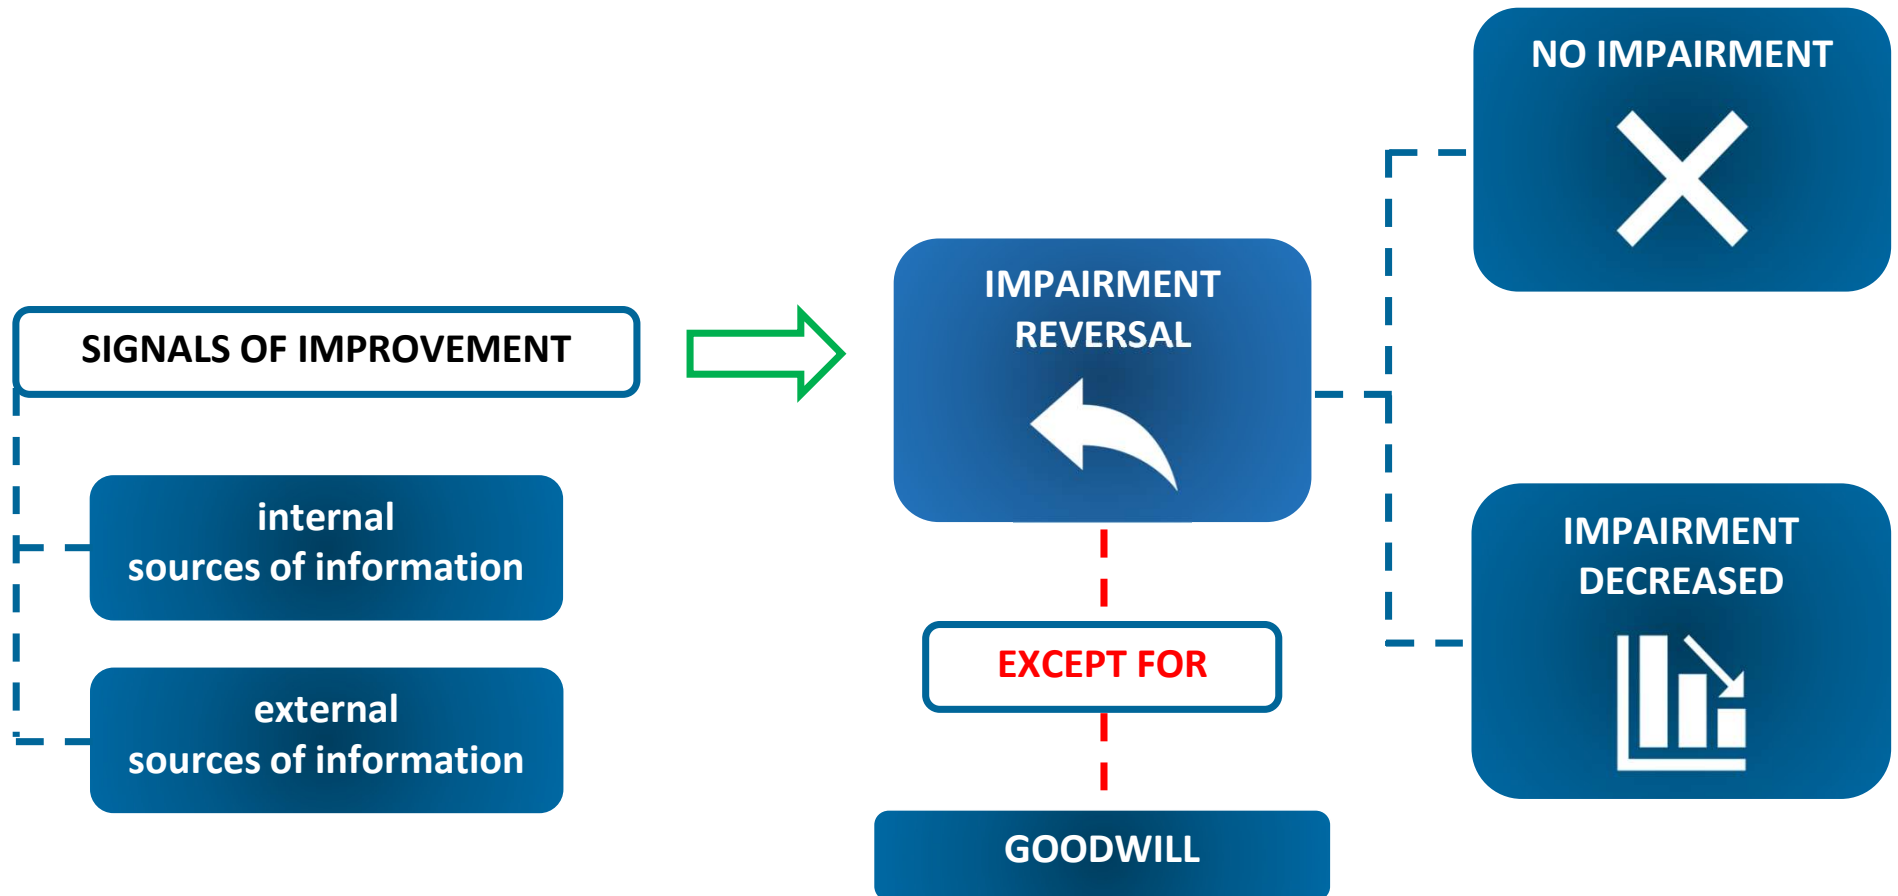 SIGNALS OF IMPROVEMENT
internal
sources of information
external
sources of information
IMPAIRMENT
REVERSAL
EXCEPT FOR
GOODWILL
NO IMPAIRMENT
IMPAIRMENT
DECREASED